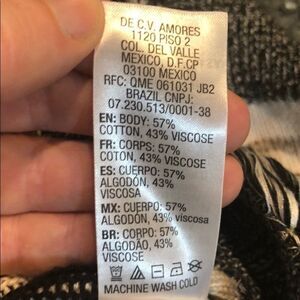 DE C.V. AMORES
1120 PISO 2
COL. DEL VALLE
MEXICO, D.F.CP
03100 MEXICO
RFC: QME 061031 JB2
BRAZIL CNPJ:
07.230.513/0001-38
EN: BODY: 57%
COTTON, 43% VISCOSE
FR: CORPS: 57%
COTON, 43% VISCOSE
ES: CUERPO: 57%
ALGODÓN, 43%
VISCOSA
MX: CUERPO: 57%
ALGODÓN, 43% viscosa
BR: CORPO: 57%
ALGODÃO, 43%
VISCOSE
MACHINE WASH COLD